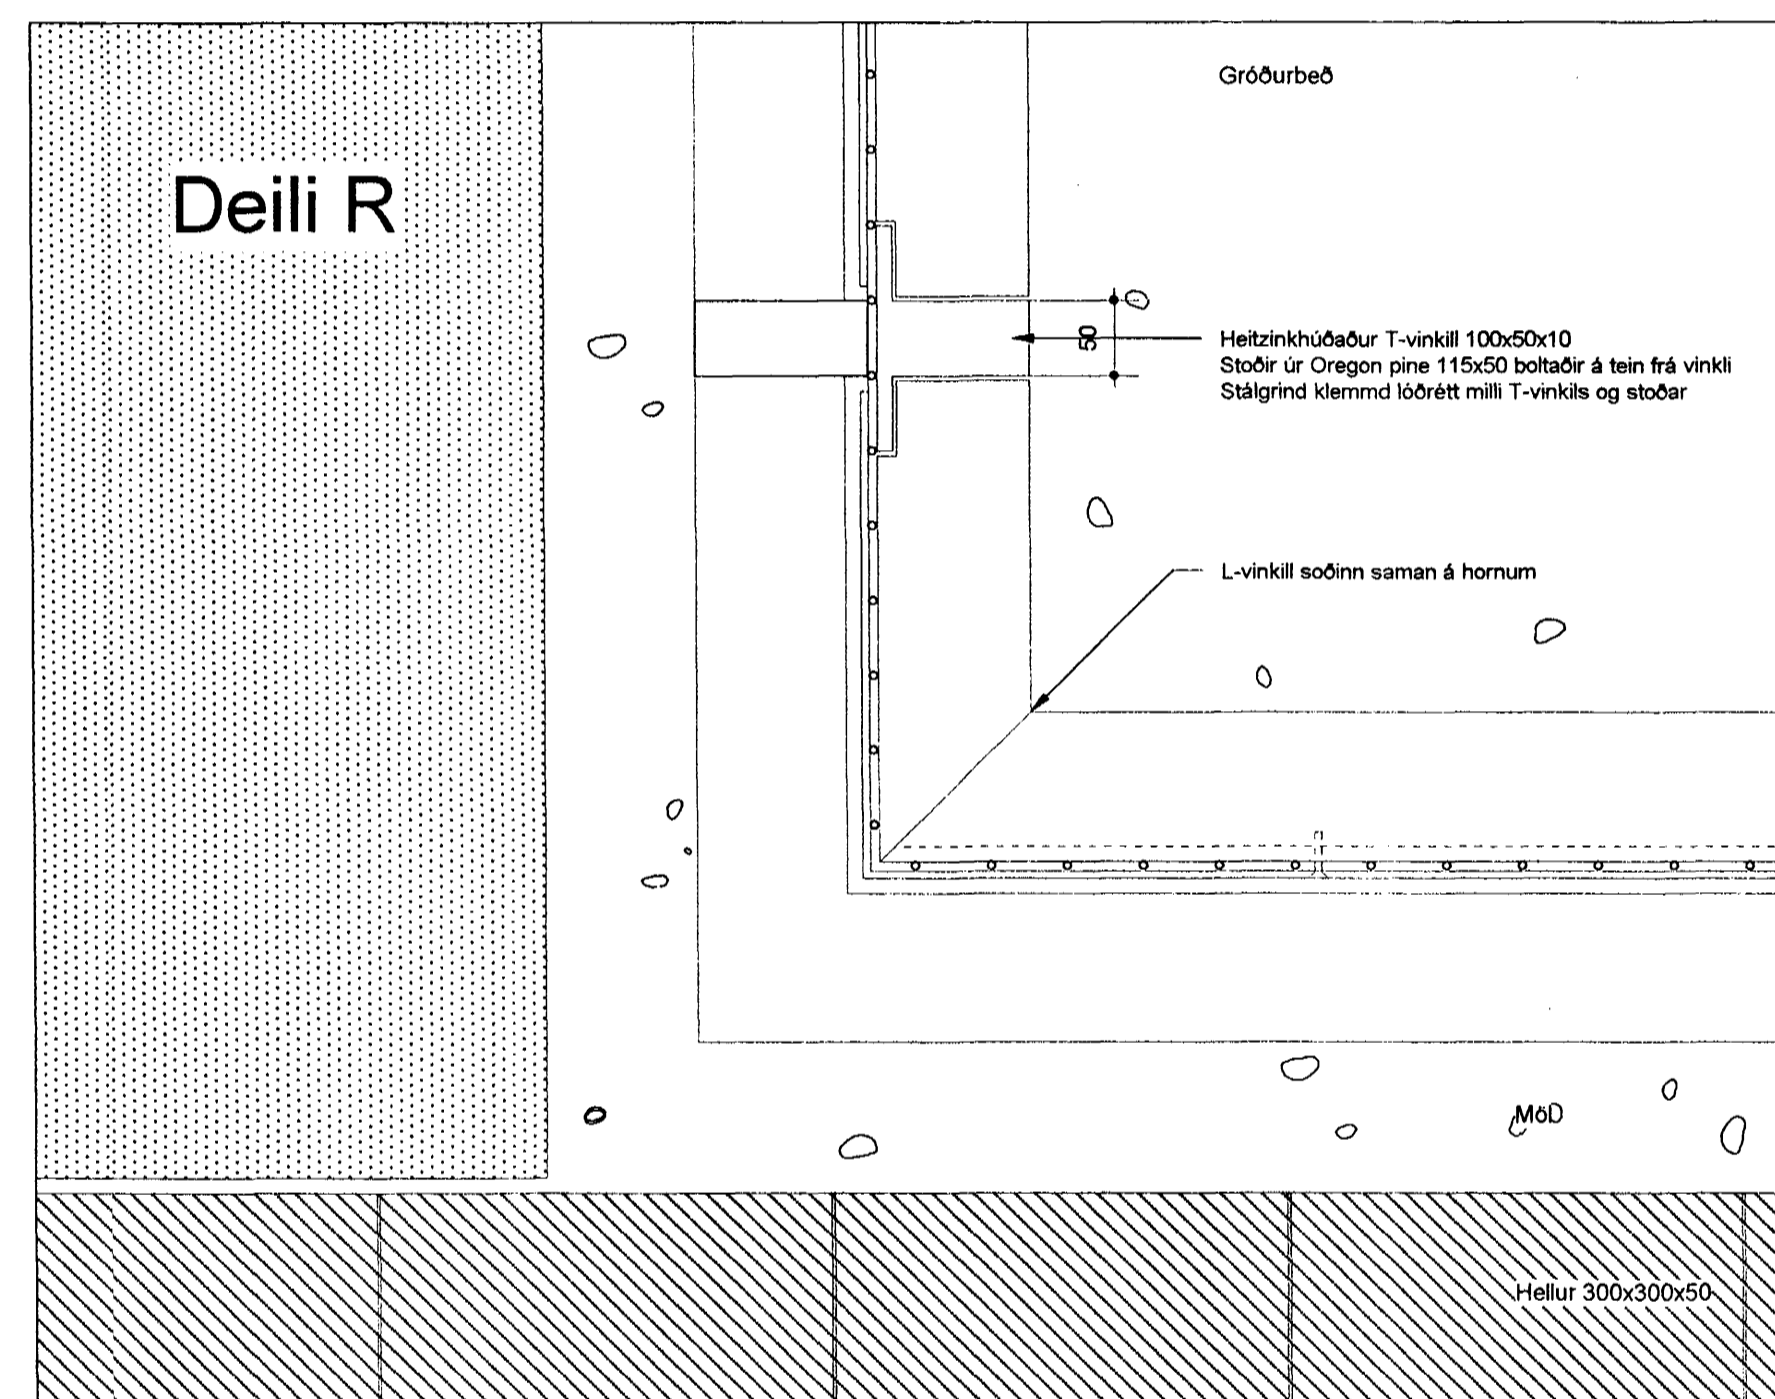 Gróðurbeð
Deili R
50
Heitzinkhúðaður T-vinkill 100x50x10
Stoðir úr Oregon pine 115x50 boltaðir á tein frá vinkli
Stálgrind klemmd lóðrétt milli T-vinkils og stoðar
L-vinkill soðinn saman á hornum
Möl
Hellur 300x300x50